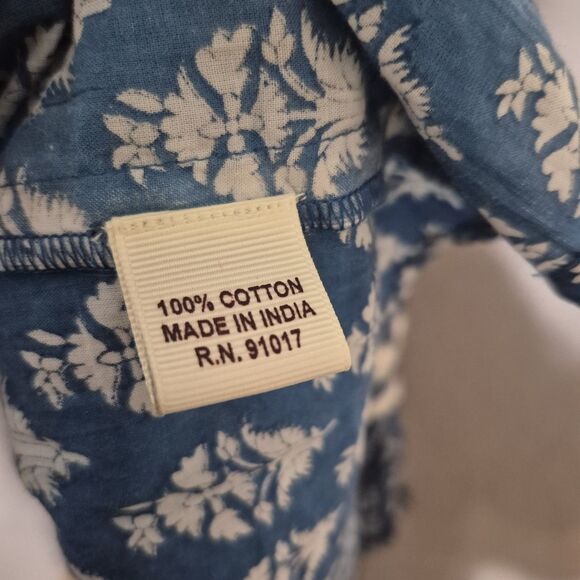 100% COTTON
MADE IN INDIA
R.N. 91017